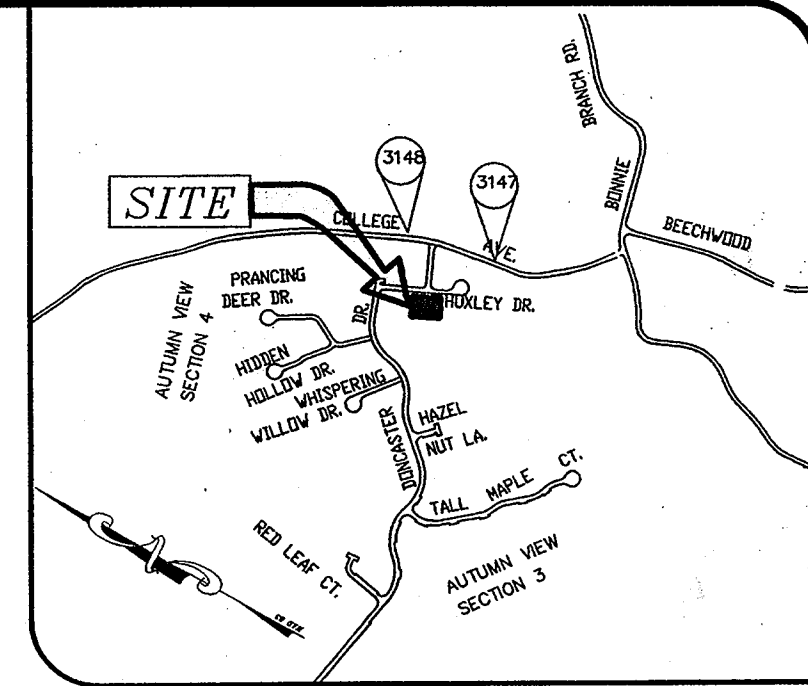 BRANCH RD.
BONNIE
3148
3147
SITE
COLLEGE
AVE.
BEECHWOOD
PRANCING
DEER DR.
DR.
HUXLEY DR.
AUTUMN VIEW
SECTION 4
HIDDEN
HOLLOW DR.
WHISPERING
WILLOW DR.
DONCASTER
HAZEL
NUT LA.
TALL MAPLE CT.
RED LEAF CT.
AUTUMN VIEW
SECTION 3